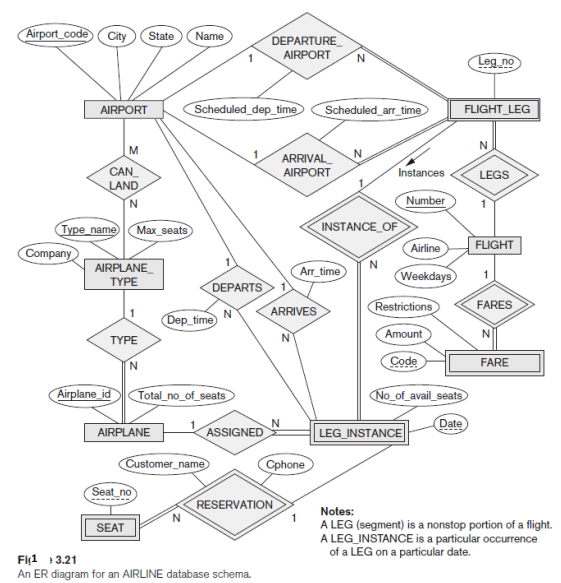 Airport_code City State Name
DEPARTURE_
AIRPORT
1 N
Leg_no
AIRPORT
Scheduled_dep_time Scheduled_arr_time
FLIGHT_LEG
M
CAN_
LAND
N
1 ARRIVAL_
AIRPORT
N
Instances
N
LEGS
1
1
INSTANCE_OF
N
Number
Airline
Weekdays
FLIGHT
Type_name Max_seats
Company
AIRPLANE_
TYPE
1
DEPARTS
N
Dep_time
Arr_time
1
ARRIVES
N
1
FARES
N
Restrictions
Amount
Code
FARE
1
TYPE
N
Airplane_id Total_no_of_seats
No_of_avail_seats
AIRPLANE
1 ASSIGNED N
LEG_INSTANCE
Date
Customer_name Cphone
Seat_no
RESERVATION
SEAT
N 1
Notes:
A LEG (segment) is a nonstop portion of a flight.
A LEG_INSTANCE is a particular occurrence
of a LEG on a particular date.
1 3.21
An ER diagram for an AIRLINE database schema.